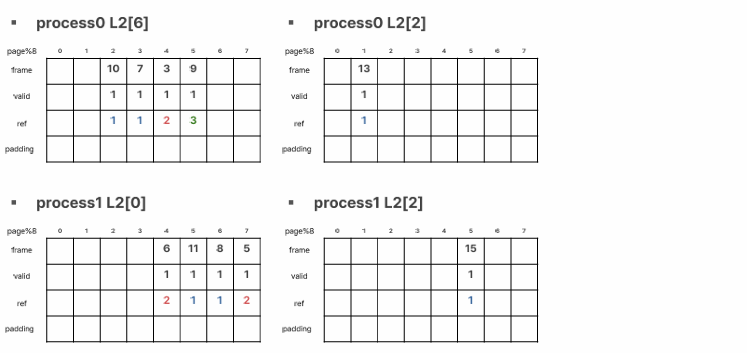 ▪ process0 L2[6]
page%8 0 1 2 3 4 5 6 7
frame 10 7 3 9
valid 1 1 1 1
ref 1 1 2 3
padding
▪ process0 L2[2]
page%8 0 1 2 3 4 5 6 7
frame 13
valid 1
ref 1
padding
▪ process1 L2[0]
page%8 0 1 2 3 4 5 6 7
frame 6 11 8 5
valid 1 1 1 1
ref 2 1 1 2
padding
▪ process1 L2[2]
page%8 0 1 2 3 4 5 6 7
frame 15
valid 1
ref 1
padding